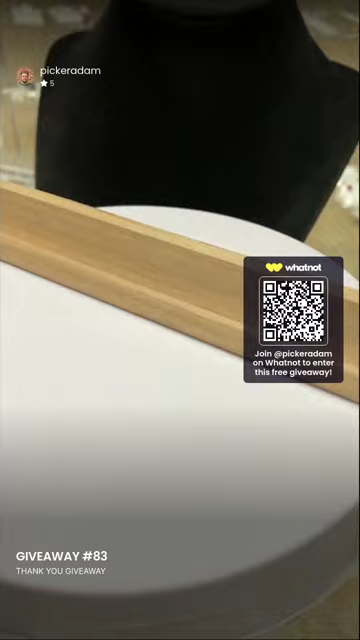 pickeradam
5
whatnot
Join @pickeradam
on Whatnot to enter
this free giveaway!
GIVEAWAY #83
THANK YOU GIVEAWAY